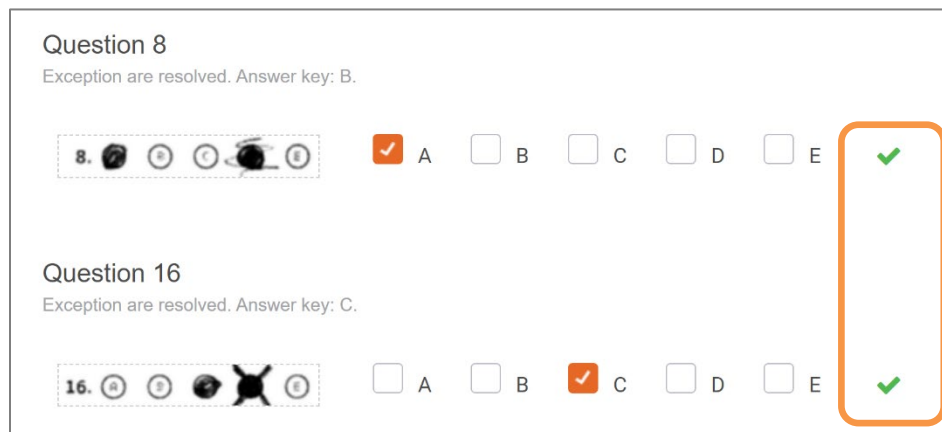 Question 8
Exception are resolved. Answer key: B.
8. B C E A B C D E
Question 16
Exception are resolved. Answer key: C.
16. A D E A B C D E